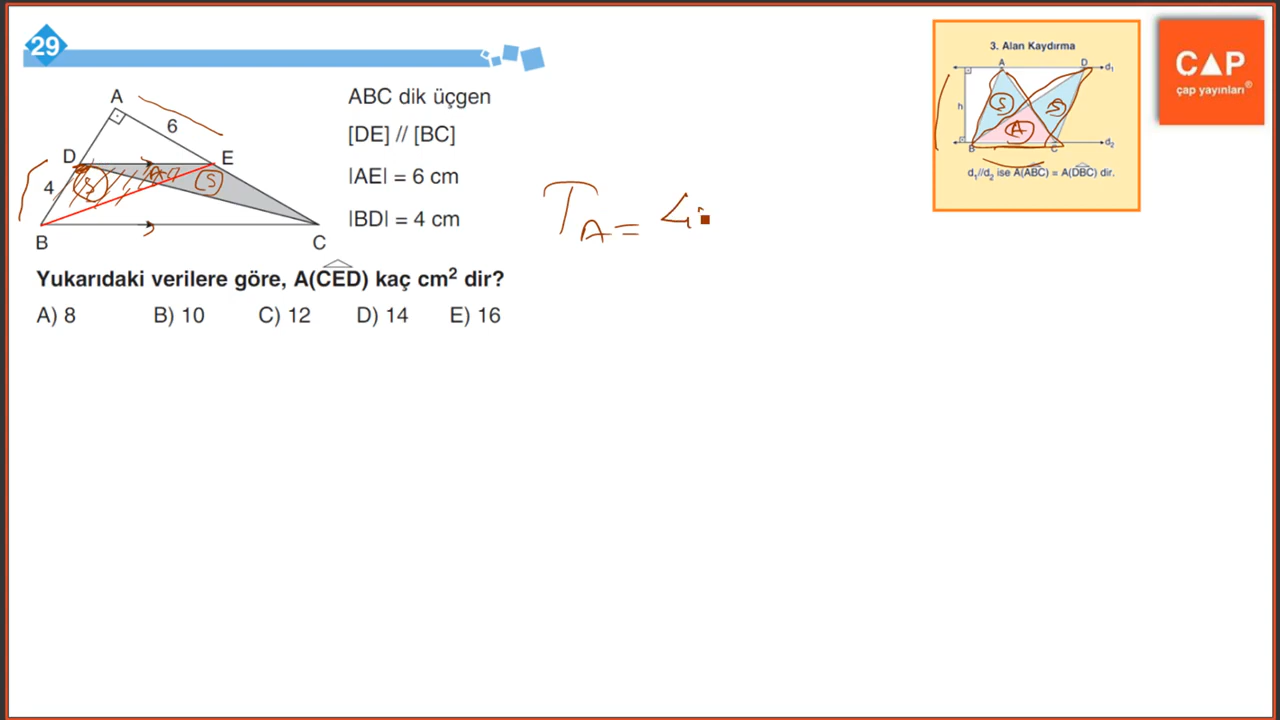 29
A
6
D
E
4
S
A
S
B
C
ABC dik üçgen
[DE] // [BC]
|AE| = 6 cm
|BD| = 4 cm
Yukarıdaki verilere göre, A(CED) kaç cm² dir?
A) 8 B) 10 C) 12 D) 14 E) 16
T_A = 4
3. Alan Kaydırma
A
D
d₁
h
S
S
A
B
C
d₂
d₁//d₂ ise A(ABC) = A(DBC) dir.
CAP
çap yayınları®